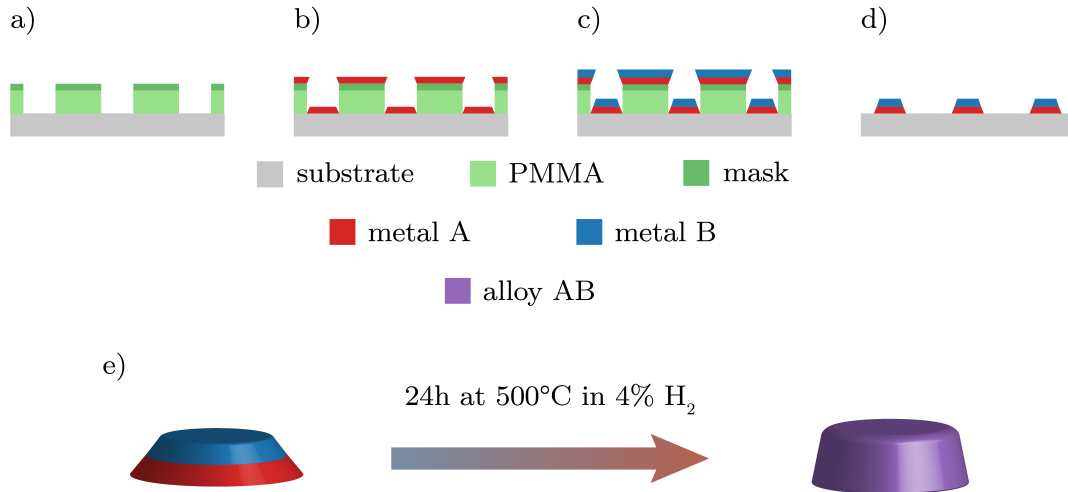 a) b) c) d)
substrate PMMA mask
metal A metal B
alloy AB
e)
24h at 500°C in 4% H₂